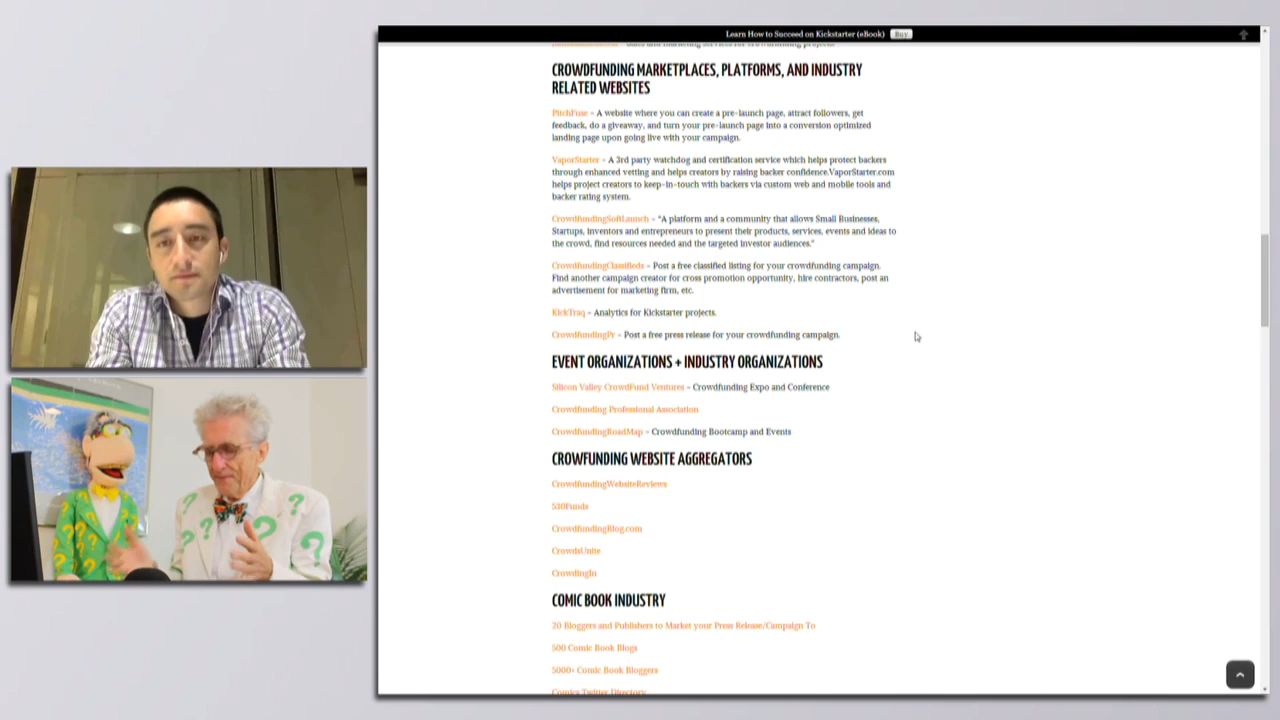 Learn How to Succeed on Kickstarter (eBook) Buy
CROWDFUNDING MARKETPLACES, PLATFORMS, AND INDUSTRY
RELATED WEBSITES
PitchFuse - A website where you can create a pre-launch page, attract followers, get
feedback, do a giveaway, and turn your pre-launch page into a conversion optimized
landing page upon going live with your campaign.
VaporStarter - A 3rd party watchdog and certification service which helps protect backers
through enhanced vetting and helps creators by raising backer confidence.VaporStarter.com
helps project creators to keep-in-touch with backers via custom web and mobile tools and
backer rating system.
CrowdfundingSoftLaunch - "A platform and a community that allows Small Businesses,
Startups, inventors and entrepreneurs to present their products, services, events and ideas to
the crowd, find resources needed and the targeted investor audiences."
CrowdfundingClassifieds - Post a free classified listing for your crowdfunding campaign.
Find another campaign creator for cross promotion opportunity, hire contractors, post an
advertisement for marketing firm, etc.
KickTraq - Analytics for Kickstarter projects.
CrowdfundingPr - Post a free press release for your crowdfunding campaign.
EVENT ORGANIZATIONS + INDUSTRY ORGANIZATIONS
Silicon Valley CrowdFund Ventures - Crowdfunding Expo and Conference
Crowdfunding Professional Association
CrowdfundingRoadMap - Crowdfunding Bootcamp and Events
CROWFUNDING WEBSITE AGGREGATORS
CrowdfundingWebsiteReviews
530Funds
CrowdfundingBlog.com
CrowdsUnite
CrowdingIn
COMIC BOOK INDUSTRY
20 Bloggers and Publishers to Market your Press Release/Campaign To
500 Comic Book Blogs
5000+ Comic Book Bloggers
Comics Twitter Directory